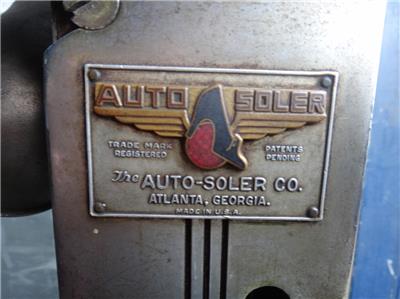 AUTO SOLER
TRADE MARK REGISTERED
PATENTS PENDING
The AUTO-SOLER CO.
ATLANTA, GEORGIA.
MADE IN U.S.A.